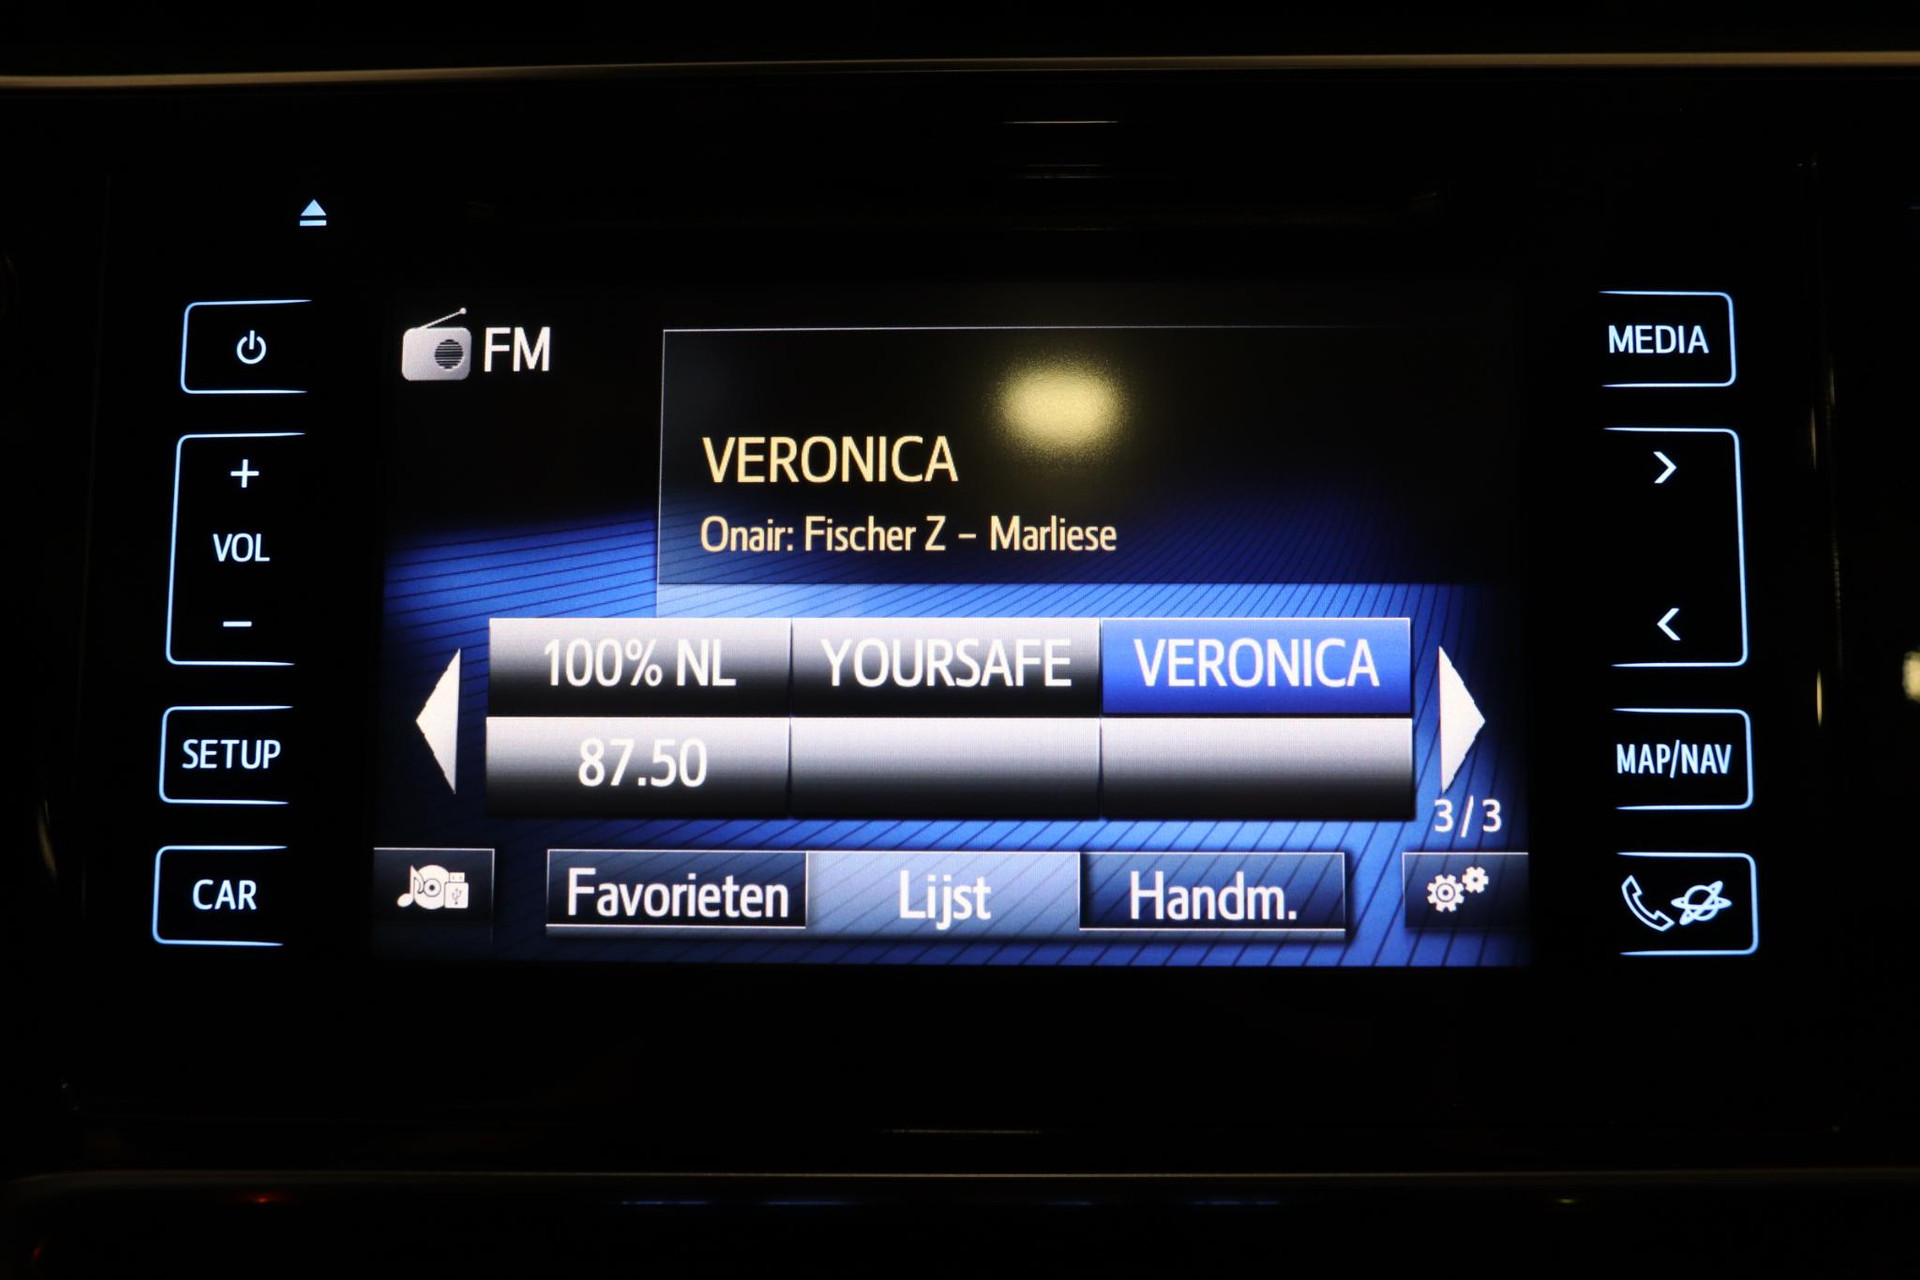 FM
VERONICA
Onair: Fischer Z – Marliese
100% NL YOURSAFE VERONICA
87.50
3/3
Favorieten Lijst Handm.
+
VOL
−
SETUP
CAR
MEDIA
>
<
MAP/NAV